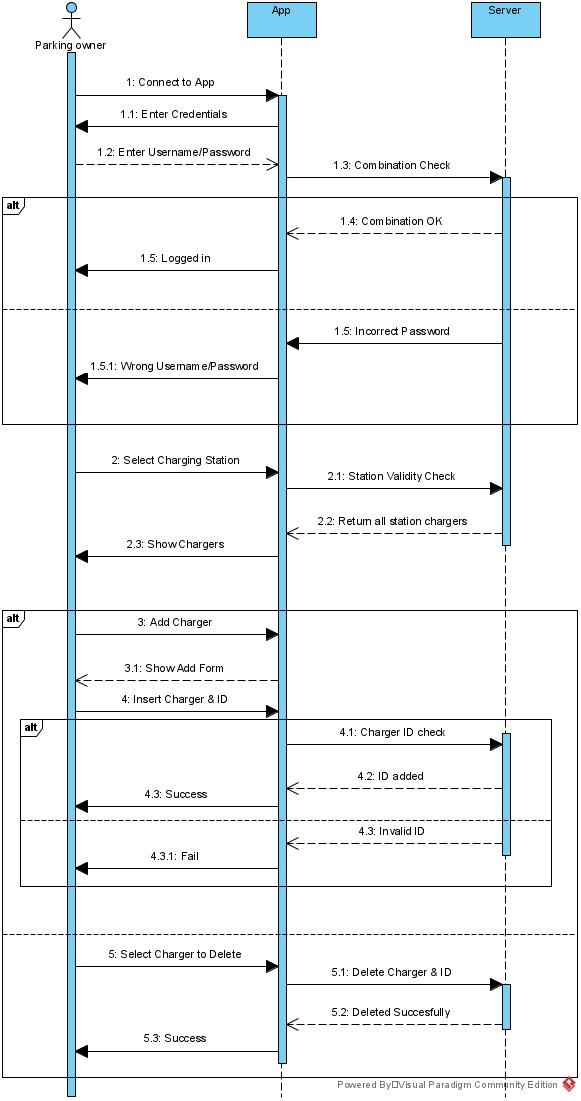 App
Server
Parking owner
1: Connect to App
1.1: Enter Credentials
1.2: Enter Username/Password
1.3: Combination Check
alt
1.4: Combination OK
1.5: Logged in
1.5: Incorrect Password
1.5.1: Wrong Username/Password
2: Select Charging Station
2.1: Station Validity Check
2.2: Return all station chargers
2.3: Show Chargers
alt
3: Add Charger
3.1: Show Add Form
4: Insert Charger & ID
alt
4.1: Charger ID check
4.2: ID added
4.3: Success
4.3: Invalid ID
4.3.1: Fail
5: Select Charger to Delete
5.1: Delete Charger & ID
5.2: Deleted Succesfully
5.3: Success
Powered By Visual Paradigm Community Edition